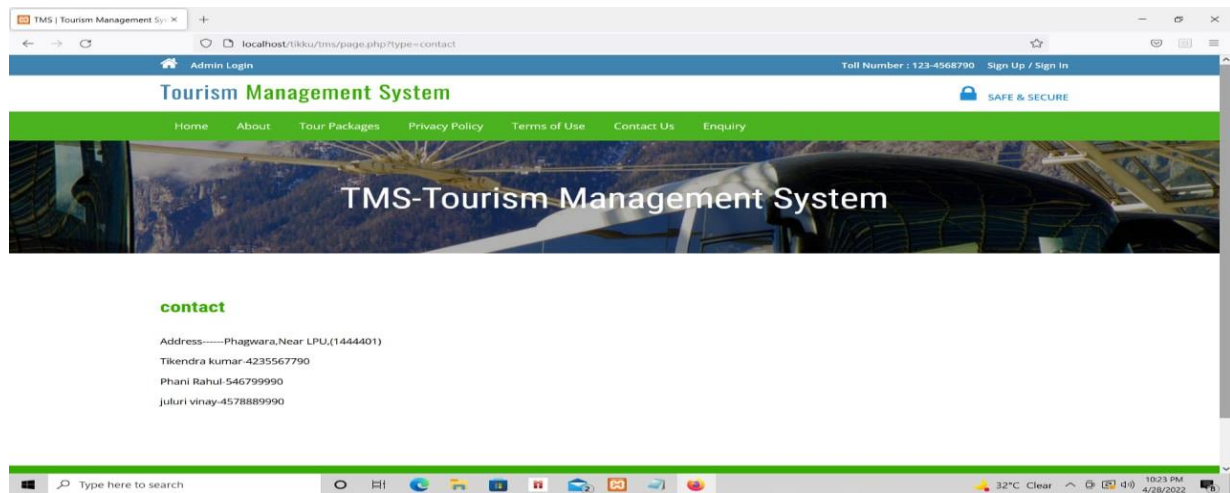 TMS | Tourism Management Sy
localhost/tikku/tms/page.php?type=contact
Admin Login
Toll Number : 123-4568790 Sign Up / Sign In
Tourism Management System
SAFE & SECURE
Home About Tour Packages Privacy Policy Terms of Use Contact Us Enquiry
TMS-Tourism Management System
contact
Address------Phagwara,Near LPU,(1444401)
Tikendra kumar-4235567790
Phani Rahul-546799990
juluri vinay-4578889990
Type here to search
32°C Clear
10:23 PM
4/28/2022